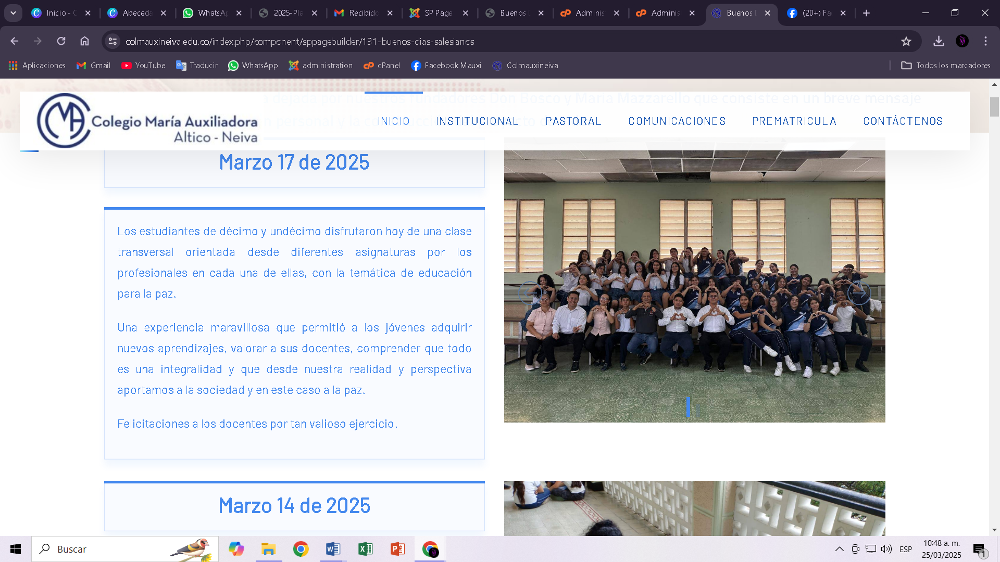 Inicio - C
Abeceda
WhatsAp
2025-Pla
Recibido
SP Page
Buenos D
Adminis
Adminis
Buenos D
(20+) Fa
colmauxineiva.edu.co/index.php/component/sppagebuilder/131-buenos-dias-salesianos
Aplicaciones
Gmail
YouTube
Traducir
WhatsApp
administration
cPanel
Facebook Mauxi
Colmauxineiva
Todos los marcadores
dejada por nuestros fundadores Don Bosco y María Mazzarello que consiste en un breve mensaje
n personal y la co
Colegio María Auxiliadora
Altico - Neiva
INICIO
INSTITUCIONAL
PASTORAL
COMUNICACIONES
PREMATRICULA
CONTÁCTENOS
Marzo 17 de 2025
Los estudiantes de décimo y undécimo disfrutaron hoy de una clase
transversal orientada desde diferentes asignaturas por los
profesionales en cada una de ellas, con la temática de educación
para la paz.
Una experiencia maravillosa que permitió a los jóvenes adquirir
nuevos aprendizajes, valorar a sus docentes, comprender que todo
es una integralidad y que desde nuestra realidad y perspectiva
aportamos a la sociedad y en este caso a la paz.
Felicitaciones a los docentes por tan valioso ejercicio.
Marzo 14 de 2025
Buscar
ESP
10:48 a. m.
25/03/2025
1